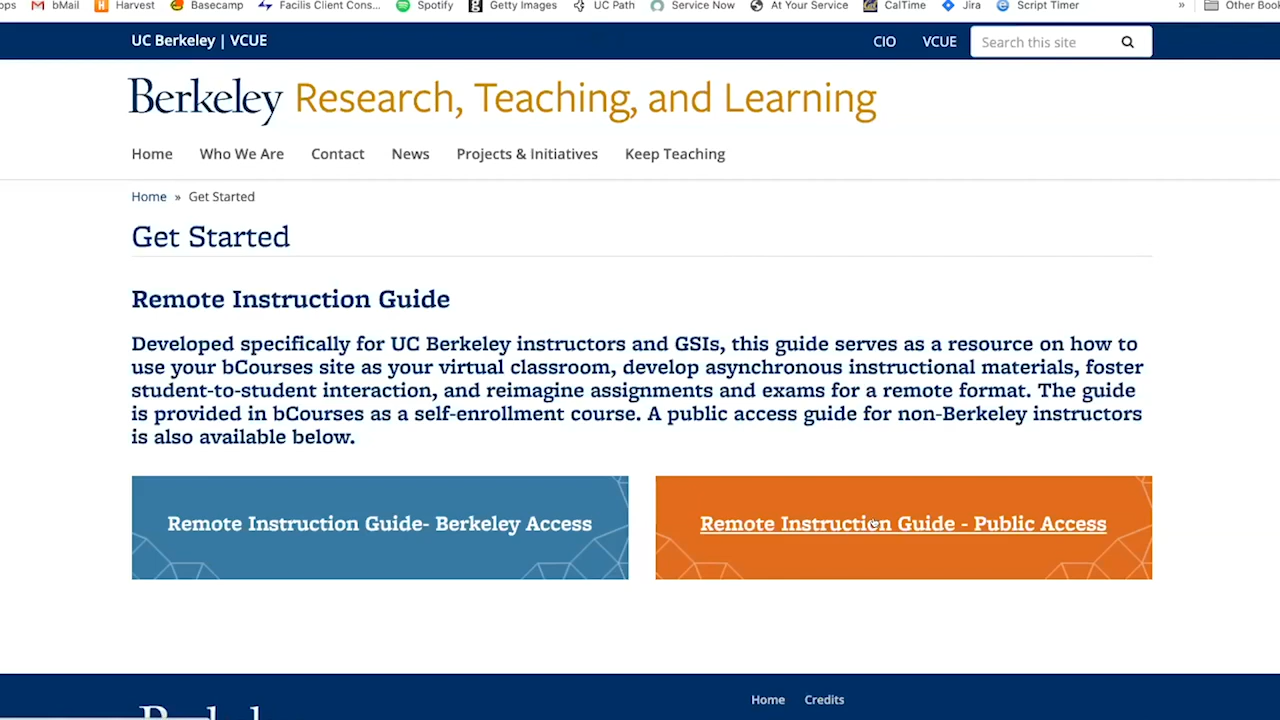 bMail Harvest Basecamp Facilis Client Cons... Spotify Getty Images UC Path Service Now At Your Service CalTime Jira Script Timer »
UC Berkeley | VCUE CIO VCUE Search this site
Berkeley Research, Teaching, and Learning
Home Who We Are Contact News Projects & Initiatives Keep Teaching
Home » Get Started
Get Started
Remote Instruction Guide
Developed specifically for UC Berkeley instructors and GSIs, this guide serves as a resource on how to
use your bCourses site as your virtual classroom, develop asynchronous instructional materials, foster
student-to-student interaction, and reimagine assignments and exams for a remote format. The guide
is provided in bCourses as a self-enrollment course. A public access guide for non-Berkeley instructors
is also available below.
Remote Instruction Guide- Berkeley Access Remote Instruction Guide - Public Access
Home Credits